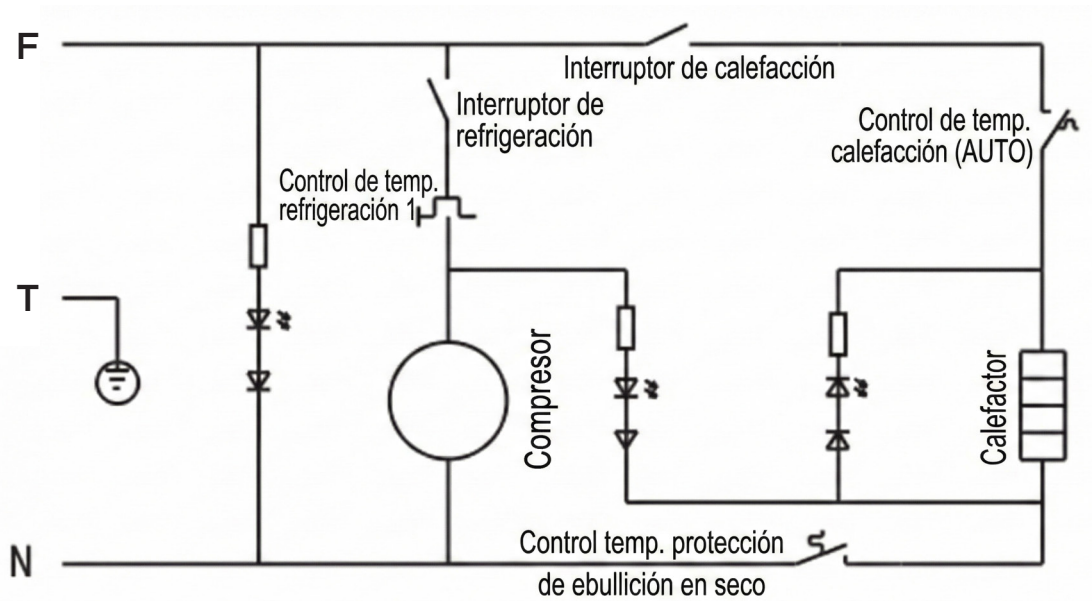 F
Interruptor de calefacción
Interruptor de
refrigeración
Control de temp.
calefacción (AUTO)
Control de temp.
refrigeración 1
T
Compresor
Calefactor
N
Control temp. protección
de ebullición en seco